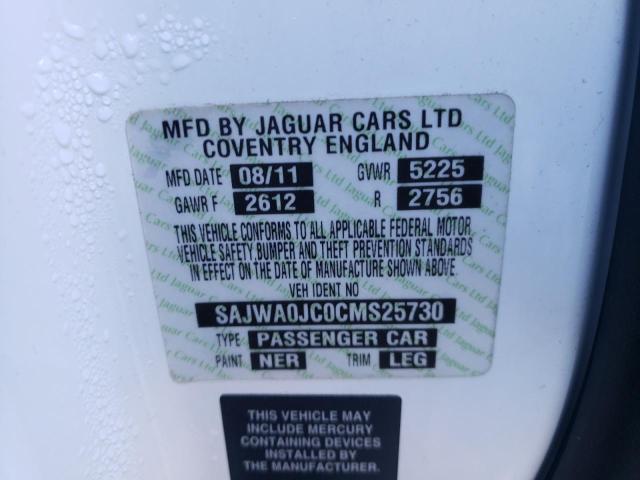 MFD BY JAGUAR CARS LTD
COVENTRY ENGLAND
MFD DATE 08/11 GVWR 5225
GAWR F 2612 R 2756
THIS VEHICLE CONFORMS TO ALL APPLICABLE FEDERAL MOTOR
VEHICLE SAFETY, BUMPER AND THEFT PREVENTION STANDARDS
IN EFFECT ON THE DATE OF MANUFACTURE SHOWN ABOVE.
VEH IDENT NO
SAJWA0JC0CMS25730
TYPE PASSENGER CAR
PAINT NER TRIM LEG
THIS VEHICLE MAY
INCLUDE MERCURY
CONTAINING DEVICES
INSTALLED BY
THE MANUFACTURER.